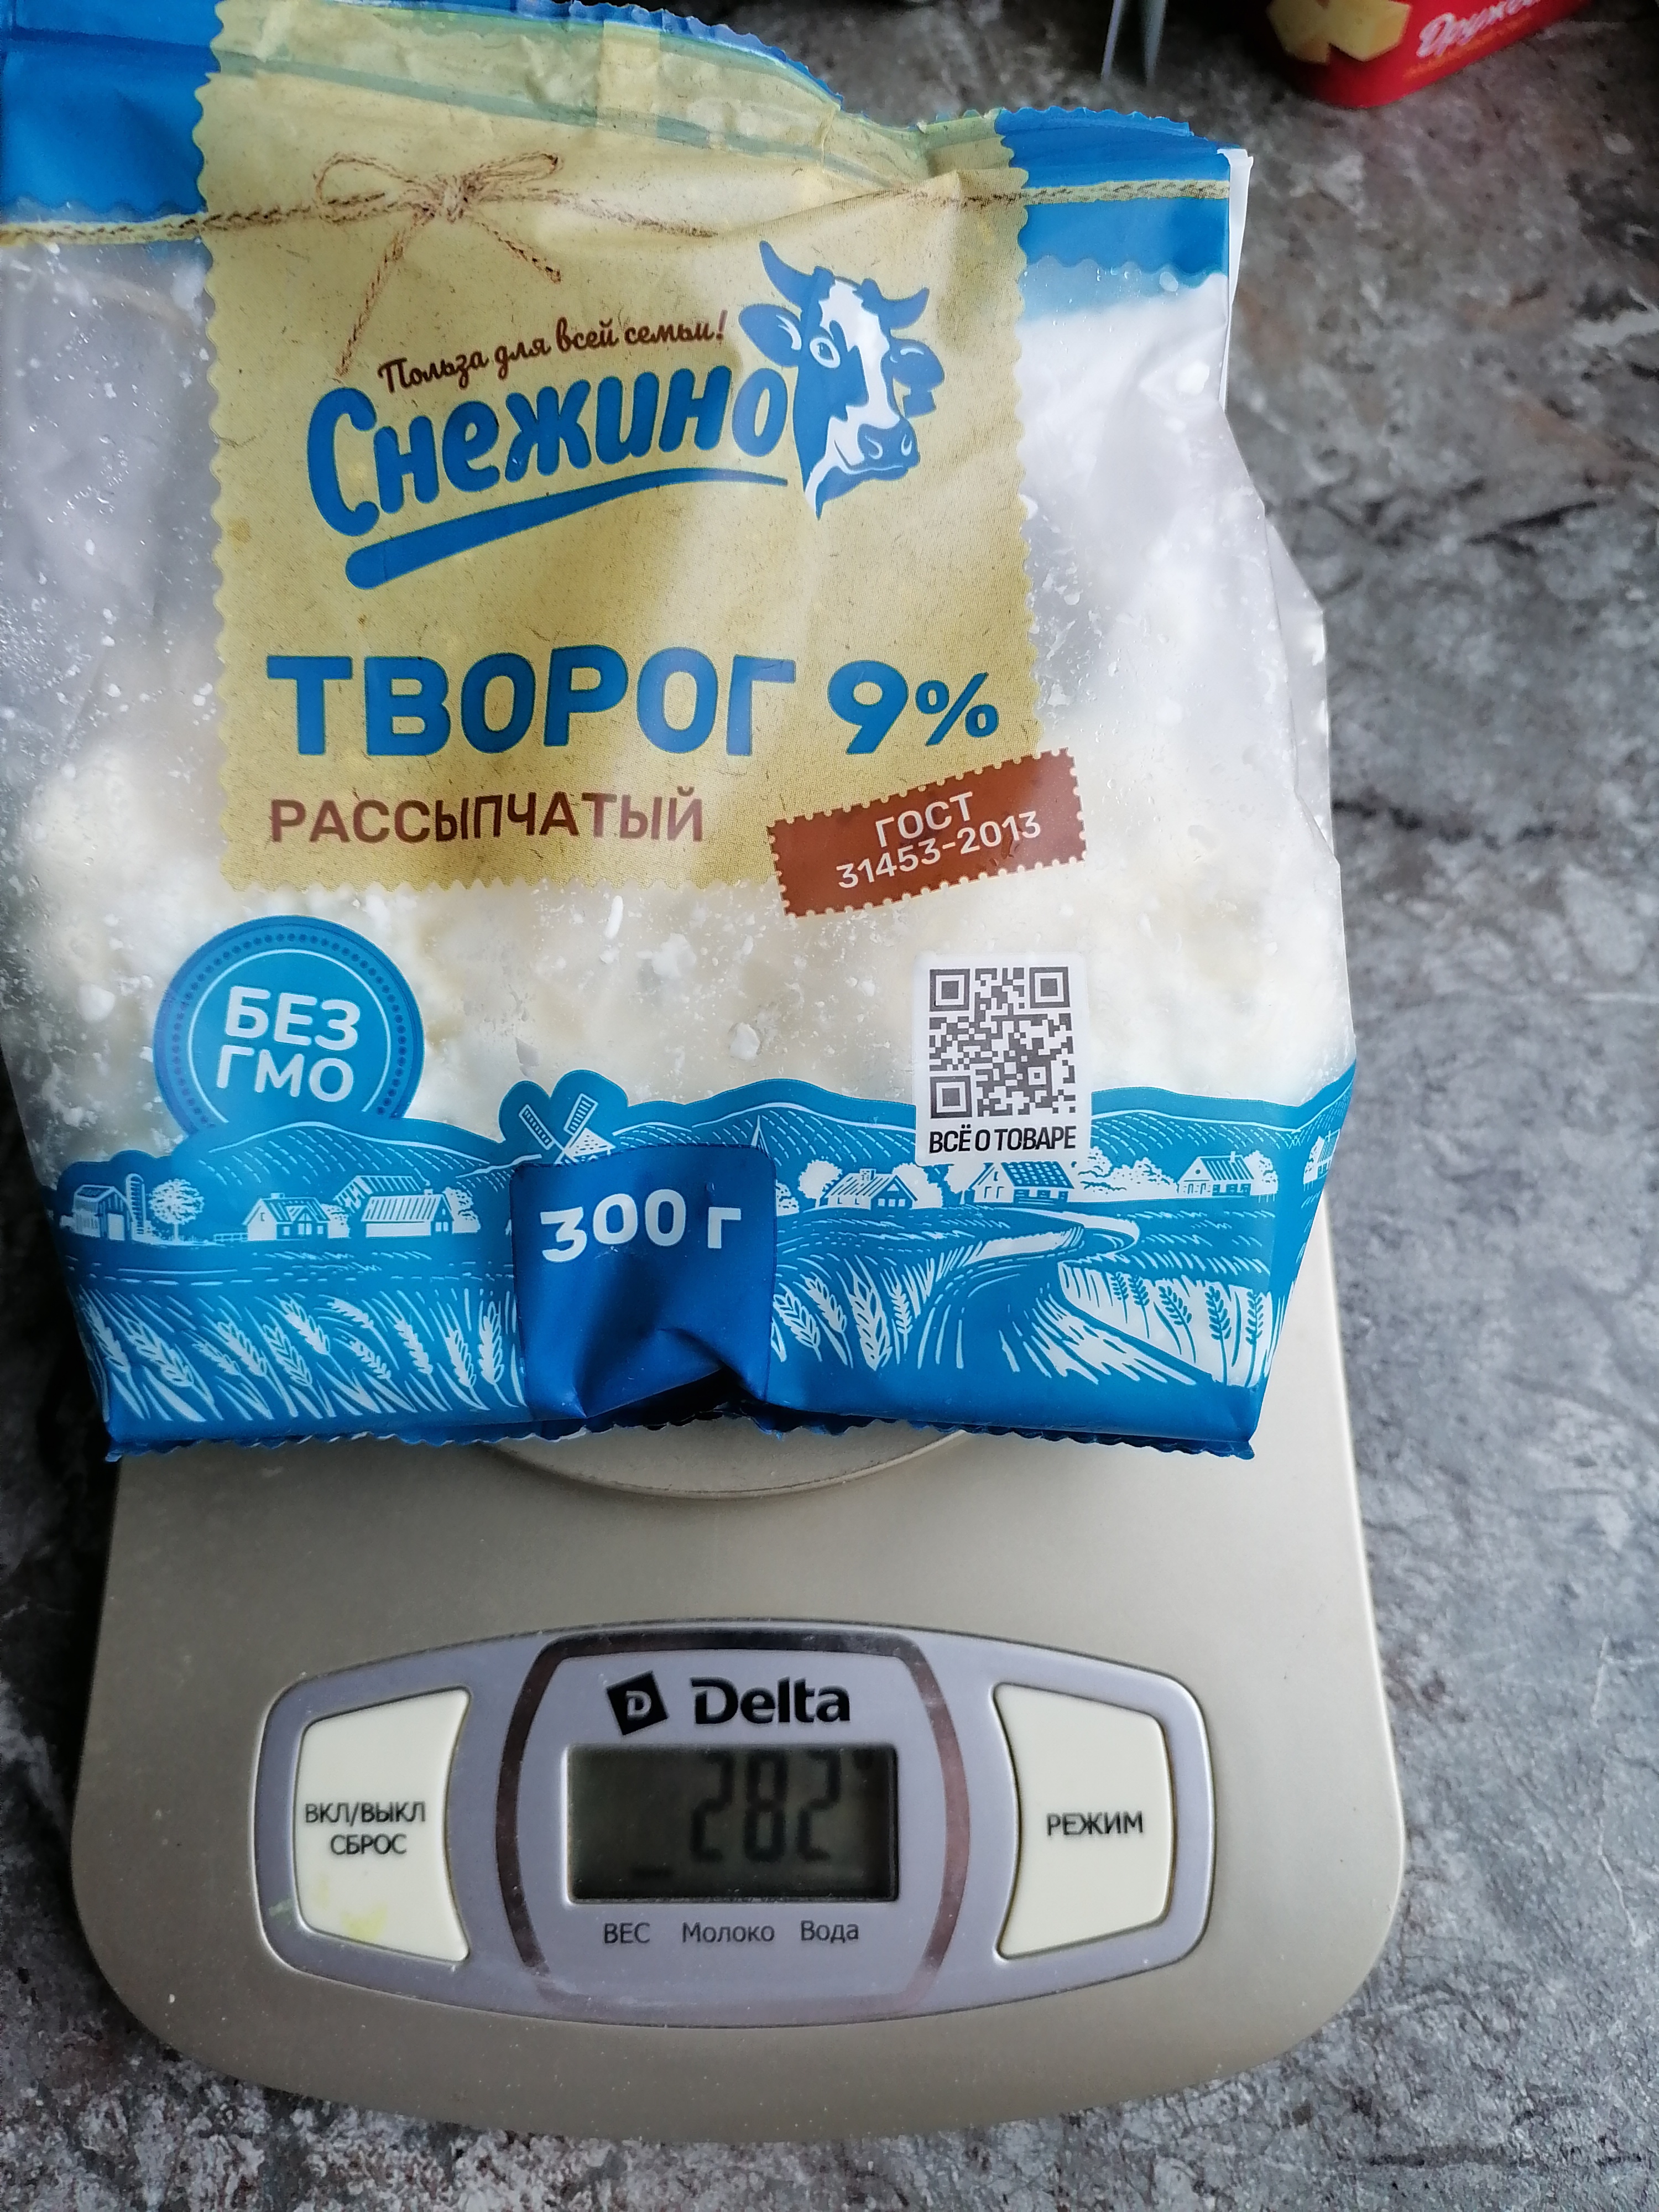 Дружба
Польза для всей семьи!
Снежино
ТВОРОГ 9%
РАССЫПЧАТЫЙ
ГОСТ
31453-2013
БЕЗ
ГМО
ВСЁ О ТОВАРЕ
300 г
D Delta
282
ВКЛ/ВЫКЛ
СБРОС
РЕЖИМ
ВЕС Молоко Вода